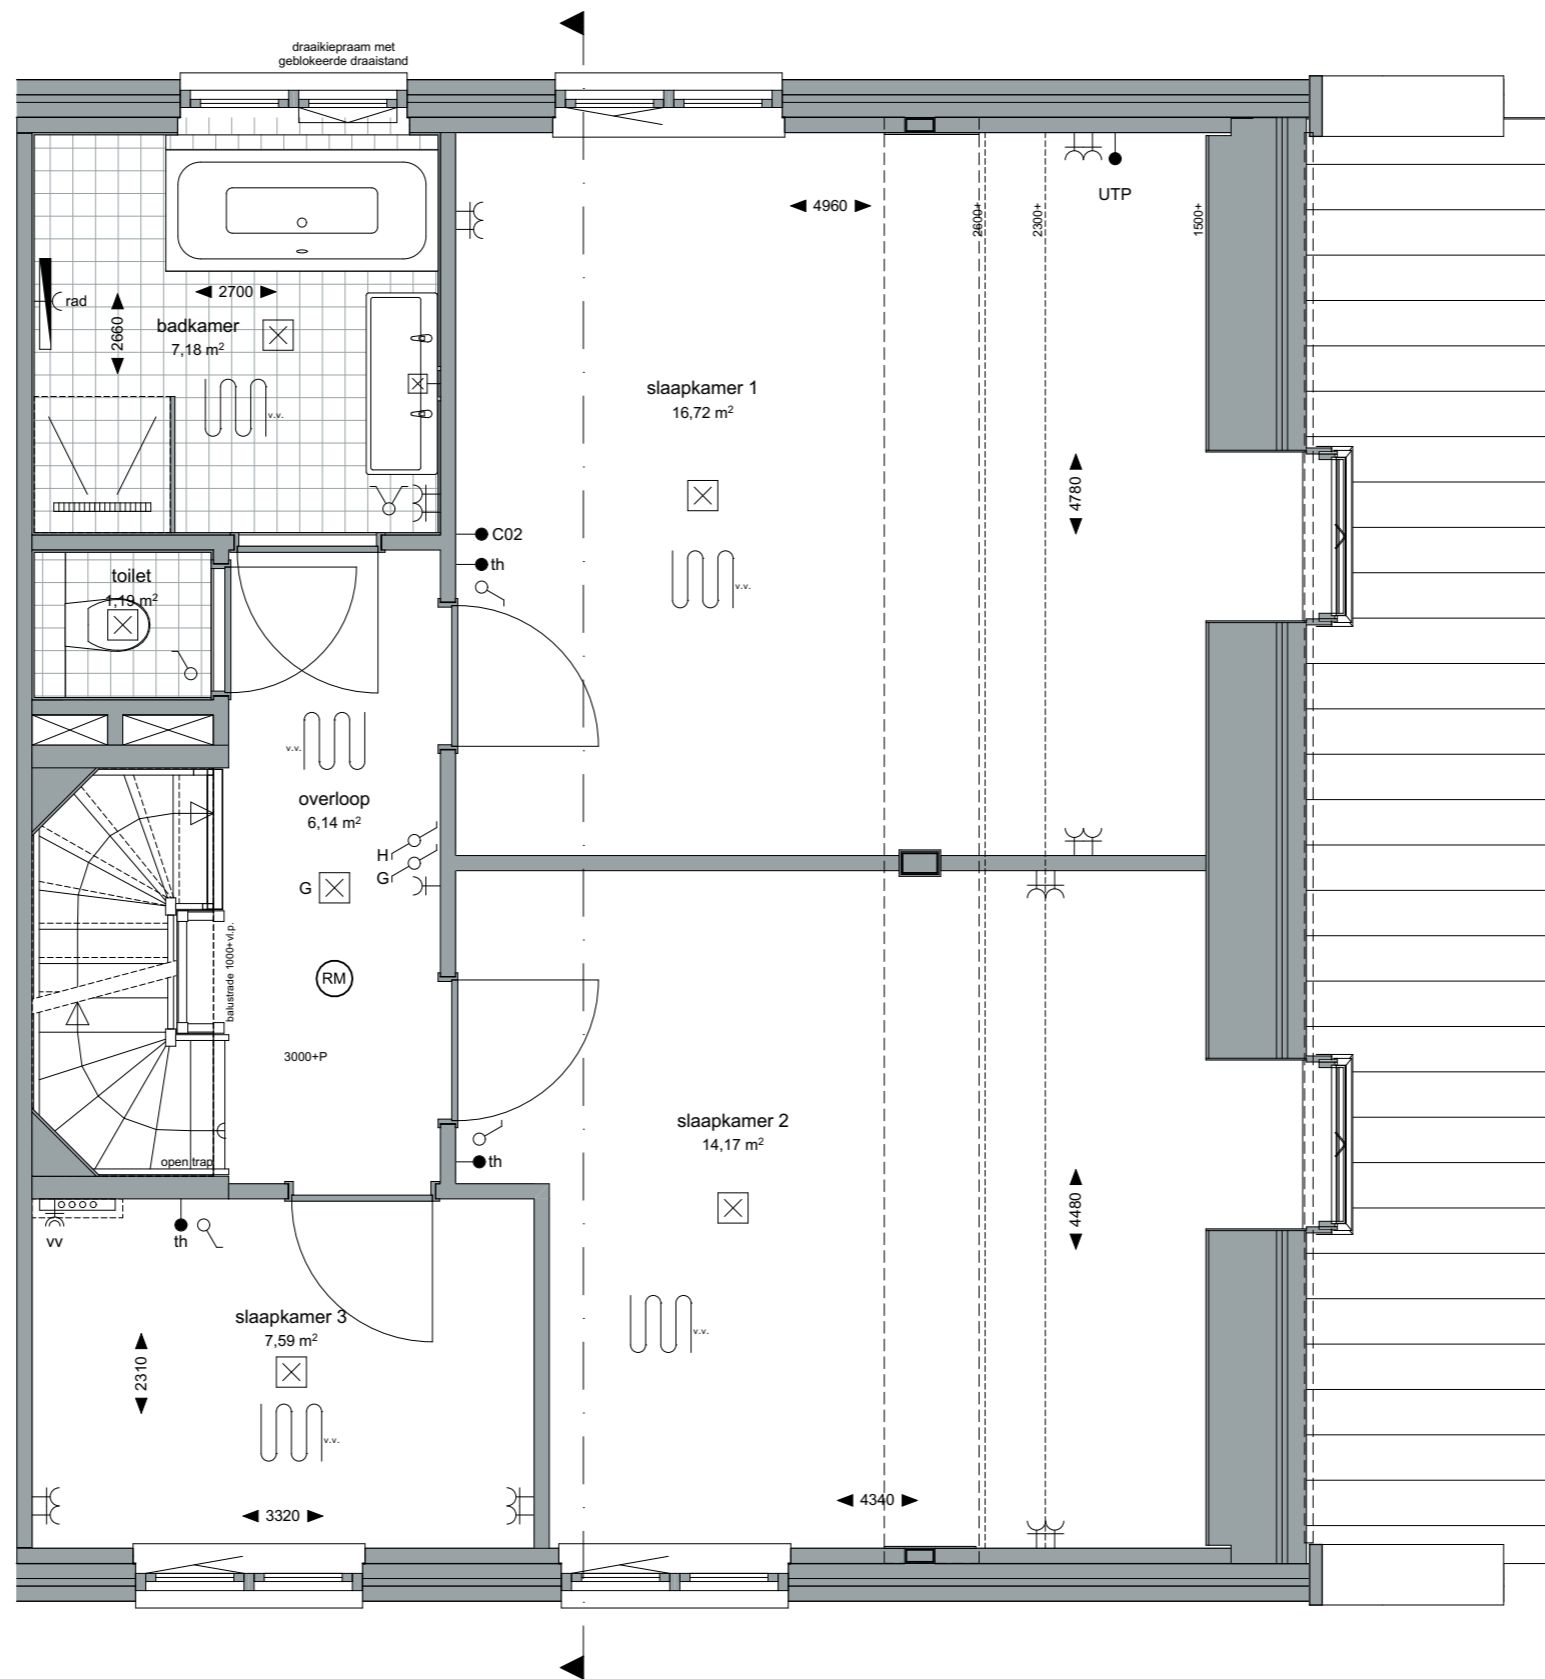 draaikiepraam met
geblokeerde draaistand
UTP
4960
2600+
2300+
1500+
2700
rad
2660
badkamer
7,18 m²
v.v.
slaapkamer 1
16,72 m²
4780
C02
th
v.v.
toilet
1,19 m²
v.v.
overloop
6,14 m²
H
G
G
balustrade 1000+ vl.p.
RM
3000+P
open trap
slaapkamer 2
14,17 m²
th
4480
vv
th
slaapkamer 3
7,59 m²
v.v.
2310
v.v.
4340
3320